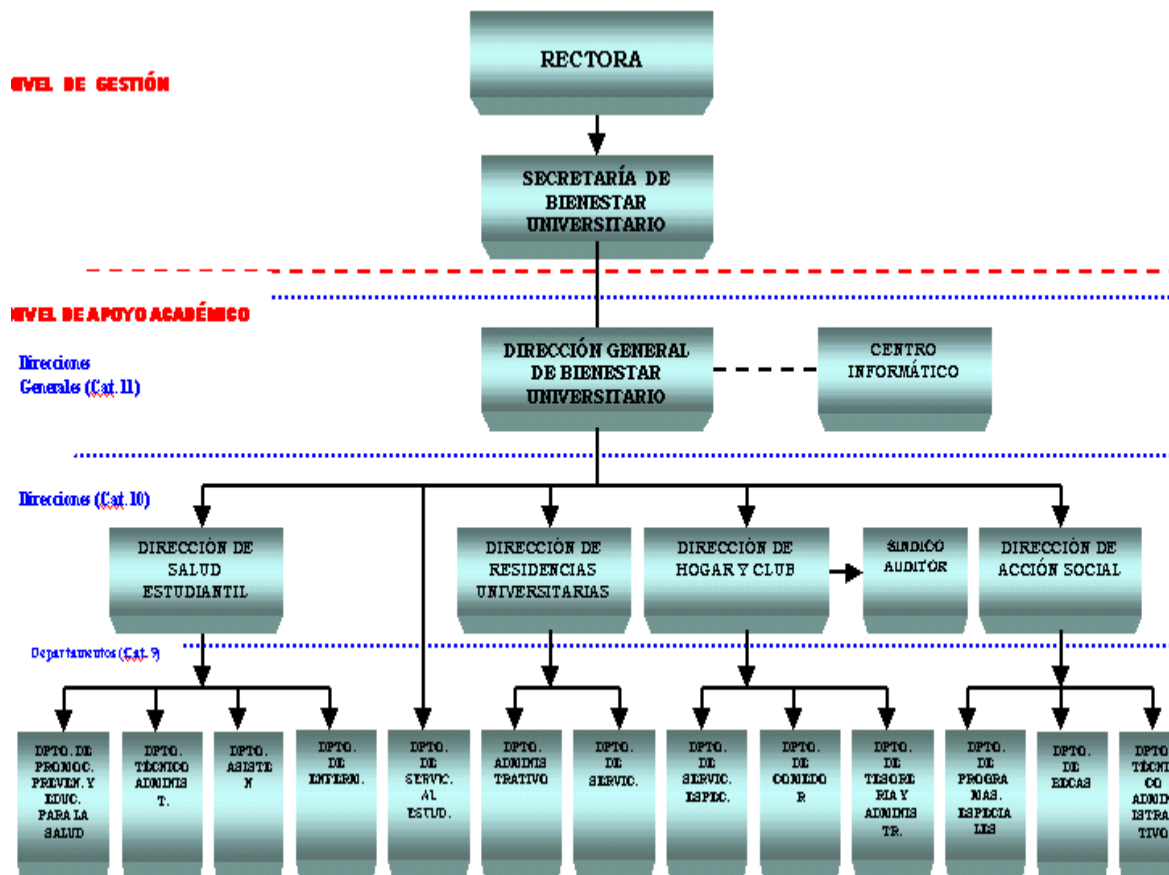 RECTORA
NIVEL DE GESTIÓN
SECRETARÍA DE
BIENESTAR
UNIVERSITARIO
NIVEL DE APOYO ACADÉMICO
Direcciones
Generales (Cat.11)
DIRECCIÓN GENERAL
DE BIENESTAR
UNIVERSITARIO
CENTRO
INFORMÁTICO
Direcciones (Cat.10)
DIRECCIÓN DE
SALUD
ESTUDIANTIL
DIRECCIÓN DE
RESIDENCIAS
UNIVERSITARIAS
DIRECCIÓN DE
HOGAR Y CLUB
SINDICO
AUDITOR
DIRECCIÓN DE
ACCIÓN SOCIAL
Departamentos (Cat. 9)
DPTO. DE
PROMOC.
PREVEN. Y
EDUC.
PARA LA
SALUD
DPTO.
TÉCNICO
ADMINIS
T.
DPTO.
ASISTE
N
DPTO.
DE
ENFERM.
DPTO.
DE
SERVIC.
AL
ESTUD.
DPTO.
ADMINIS
TRATIVO
DPTO.
DE
SERVIC.
DPTO.
DE
SERVIC.
ESPEC.
DPTO.
DE
COMEDO
R
DPTO.
DE
TESORE
RIA Y
ADMINIS
TR.
DPTO.
DE
PROGRA
MAS.
ESPECIA
LES
DPTO.
DE
BECAS
DPTO.
TÉCNI
CO
ADMIN
ISTRA
TIVO